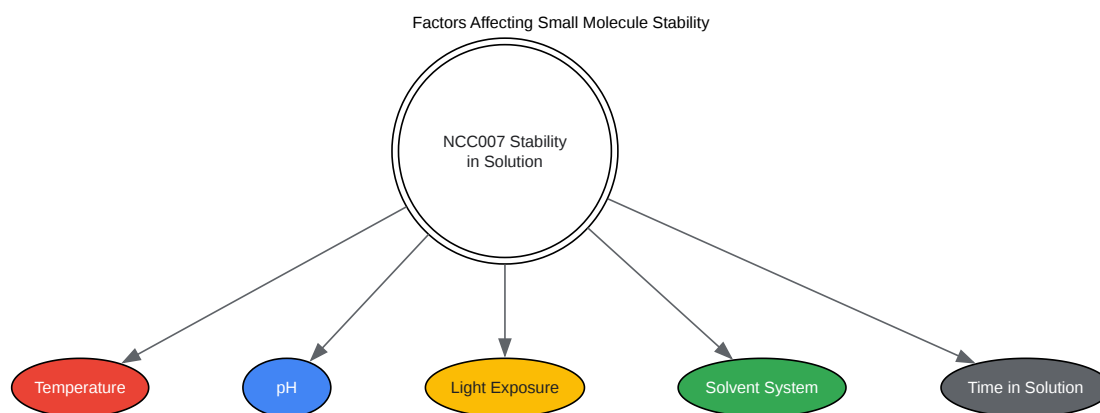 Factors Affecting Small Molecule Stability
NCC007 Stability
in Solution
Temperature
pH
Light Exposure
Solvent System
Time in Solution